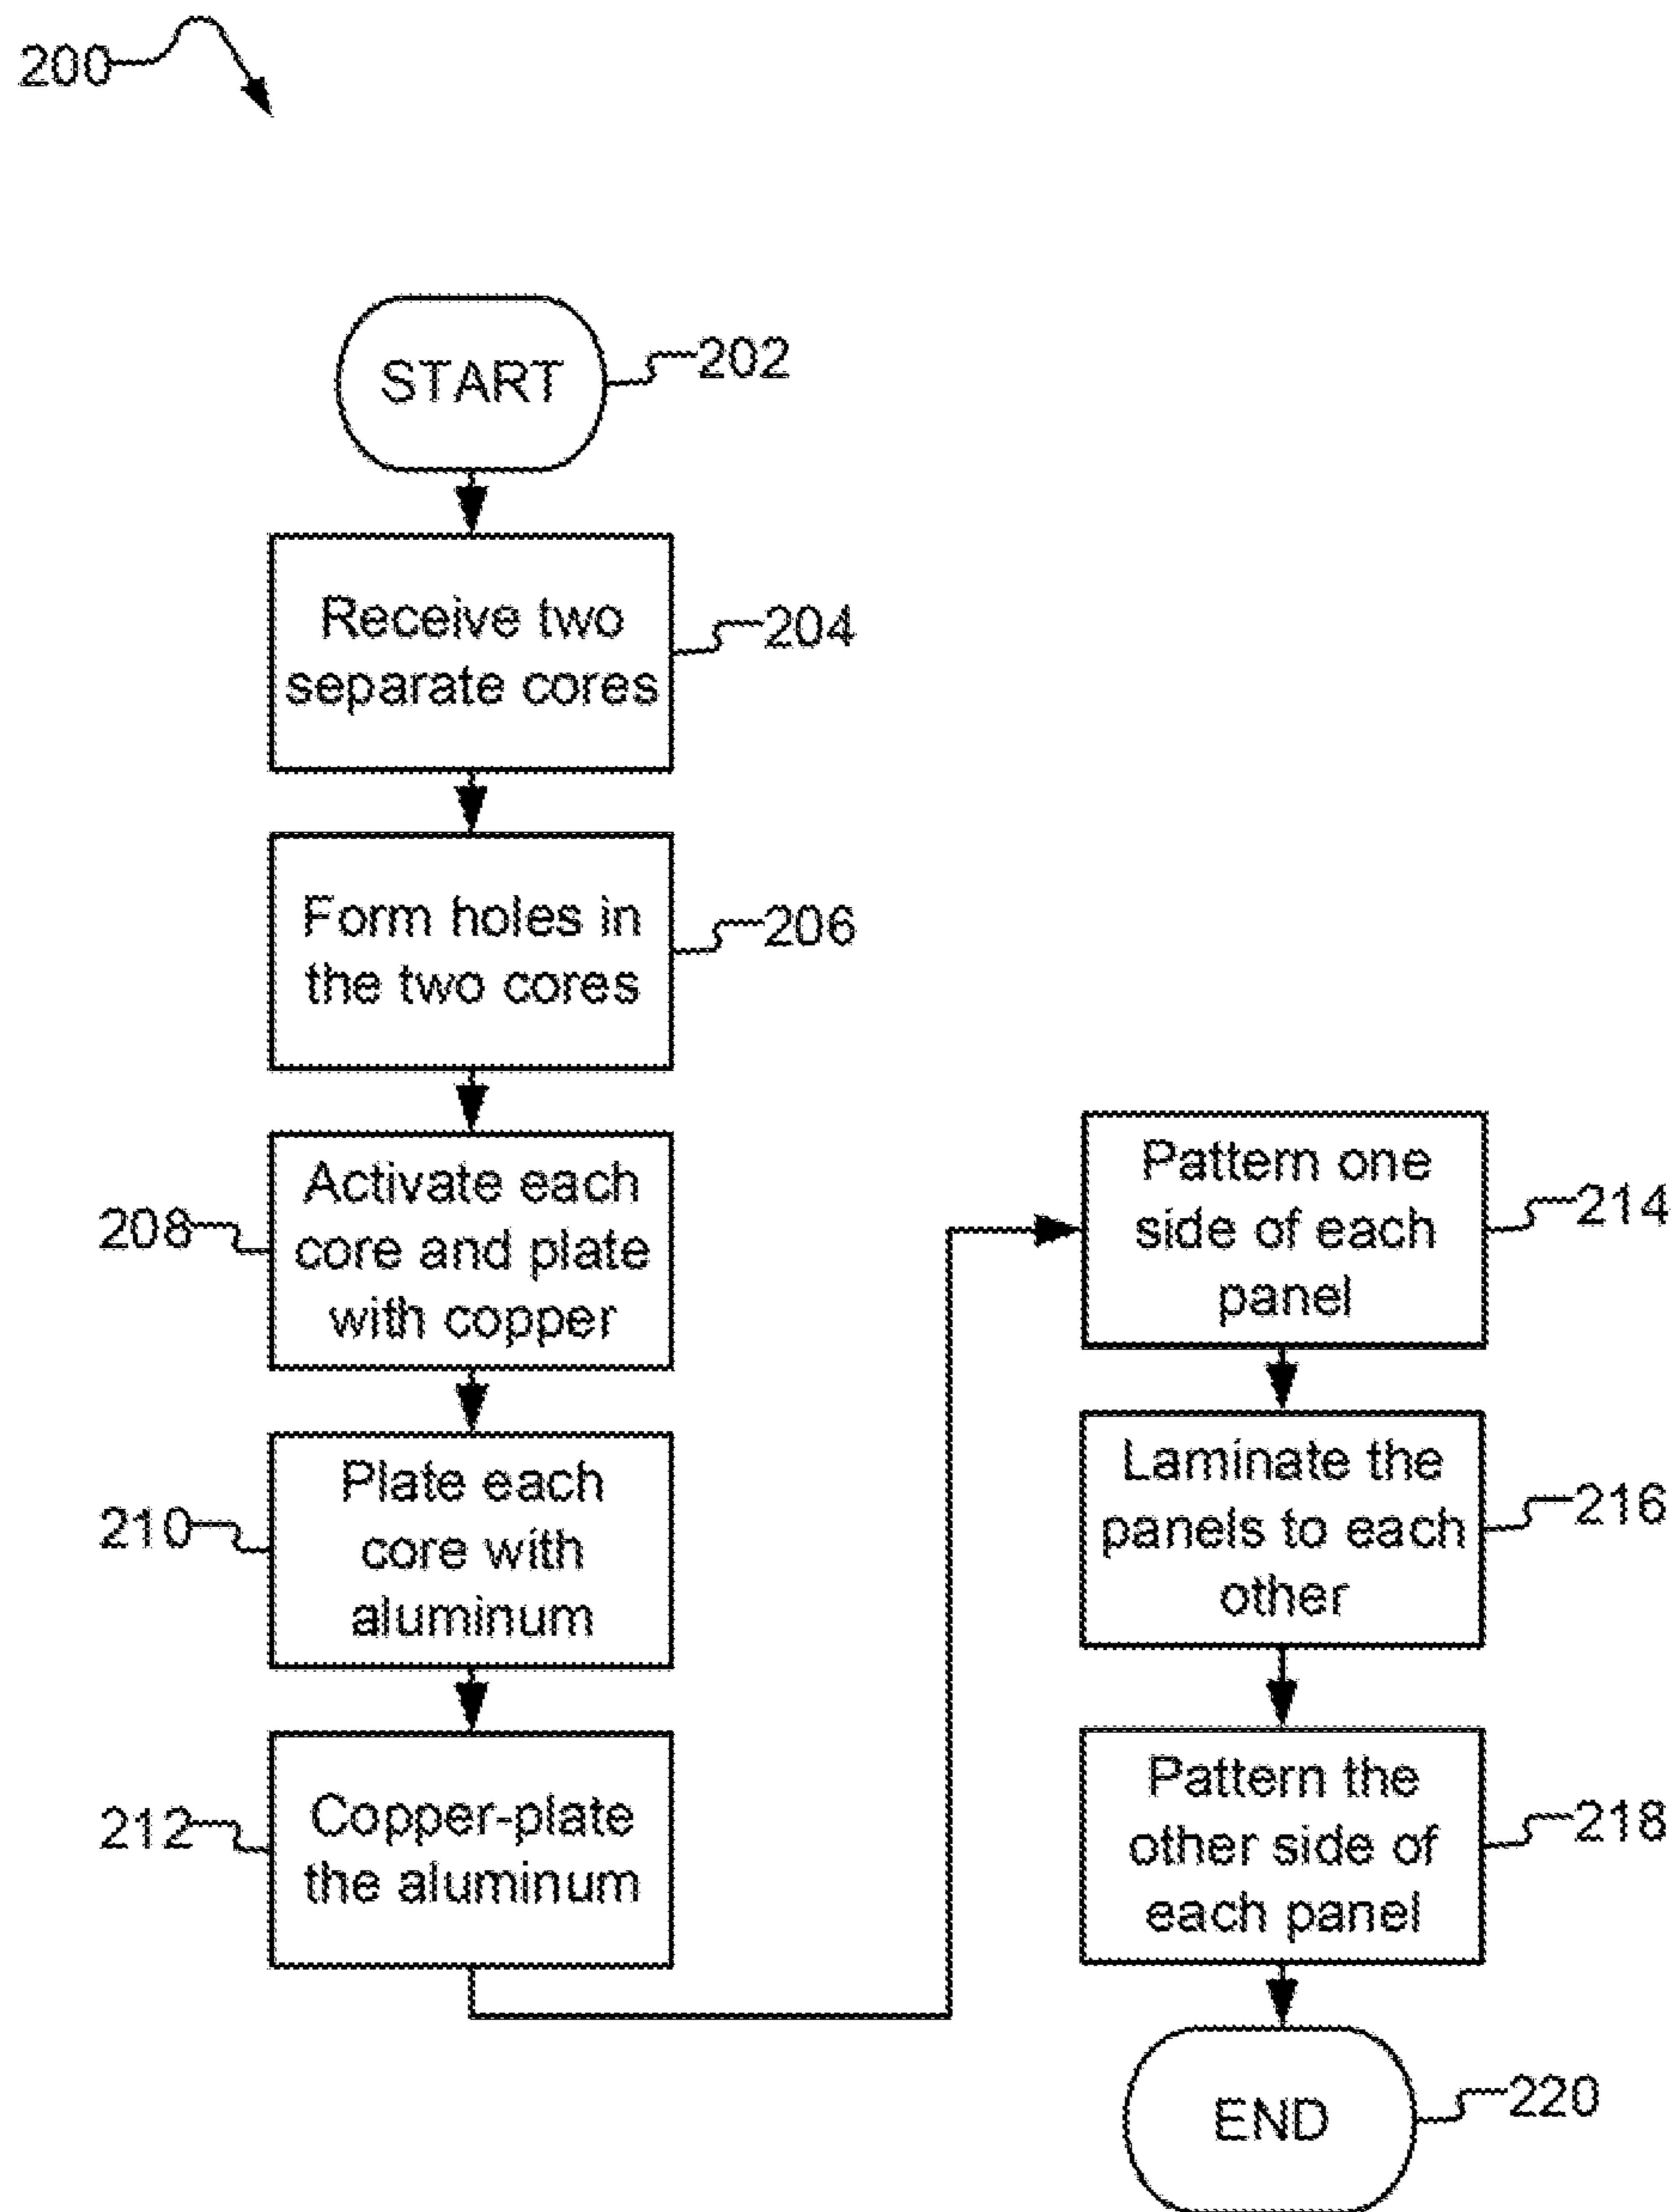 200
START
202
Receive two
separate cores
204
Form holes in
the two cores
206
Activate each
core and plate
with copper
208
Plate each
core with
aluminum
210
Copper-plate
the aluminum
212
Pattern one
side of each
panel
214
Laminate the
panels to each
other
216
Pattern the
other side of
each panel
218
END
220